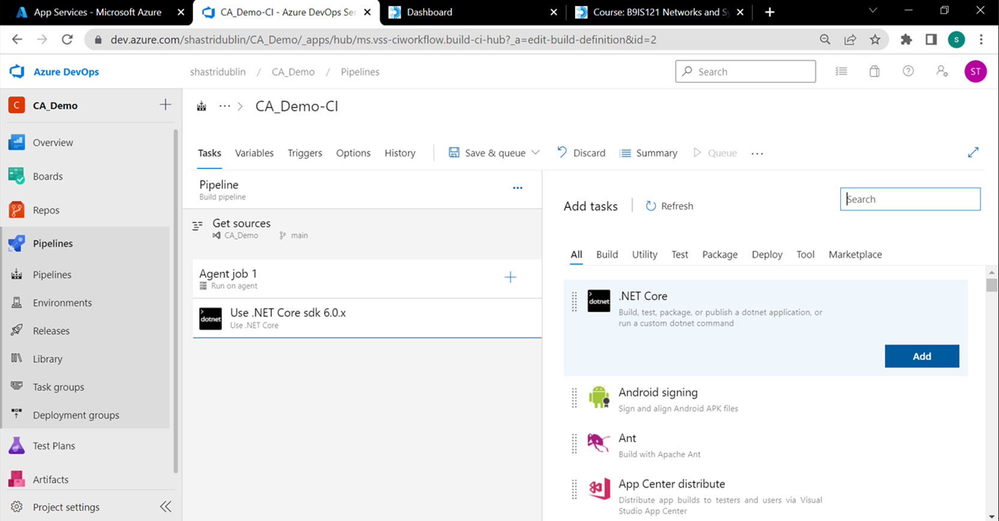 App Services - Microsoft Azure
CA_Demo-CI - Azure DevOps Ser
Dashboard
Course: B9IS121 Networks and Sy
dev.azure.com/shastridublin/CA_Demo/_apps/hub/ms.vss-ciworkflow.build-ci-hub?_a=edit-build-definition&id=2
S
Azure DevOps
shastridublin / CA_Demo / Pipelines
Search
ST
C CA_Demo
Overview
Boards
Repos
Pipelines
Pipelines
Environments
Releases
Library
Task groups
Deployment groups
Test Plans
Artifacts
Project settings
... > CA_Demo-CI
Tasks Variables Triggers Options History Save & queue Discard Summary Queue ...
Pipeline ...
Build pipeline
Get sources
CA_Demo main
Agent job 1
Run on agent
dotnet
Use .NET Core sdk 6.0.x
Use .NET Core
Add tasks Refresh
Search
All Build Utility Test Package Deploy Tool Marketplace
dotnet
.NET Core
Build, test, package, or publish a dotnet application, or
run a custom dotnet command
Add
Android signing
Sign and align Android APK files
Ant
Build with Apache Ant
App Center distribute
Distribute app builds to testers and users via Visual
Studio App Center